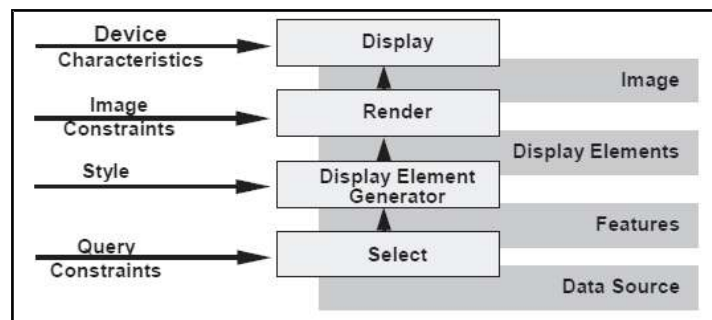 Device
Characteristics
Display
Image
Image
Constraints
Render
Display Elements
Style
Display Element
Generator
Features
Query
Constraints
Select
Data Source